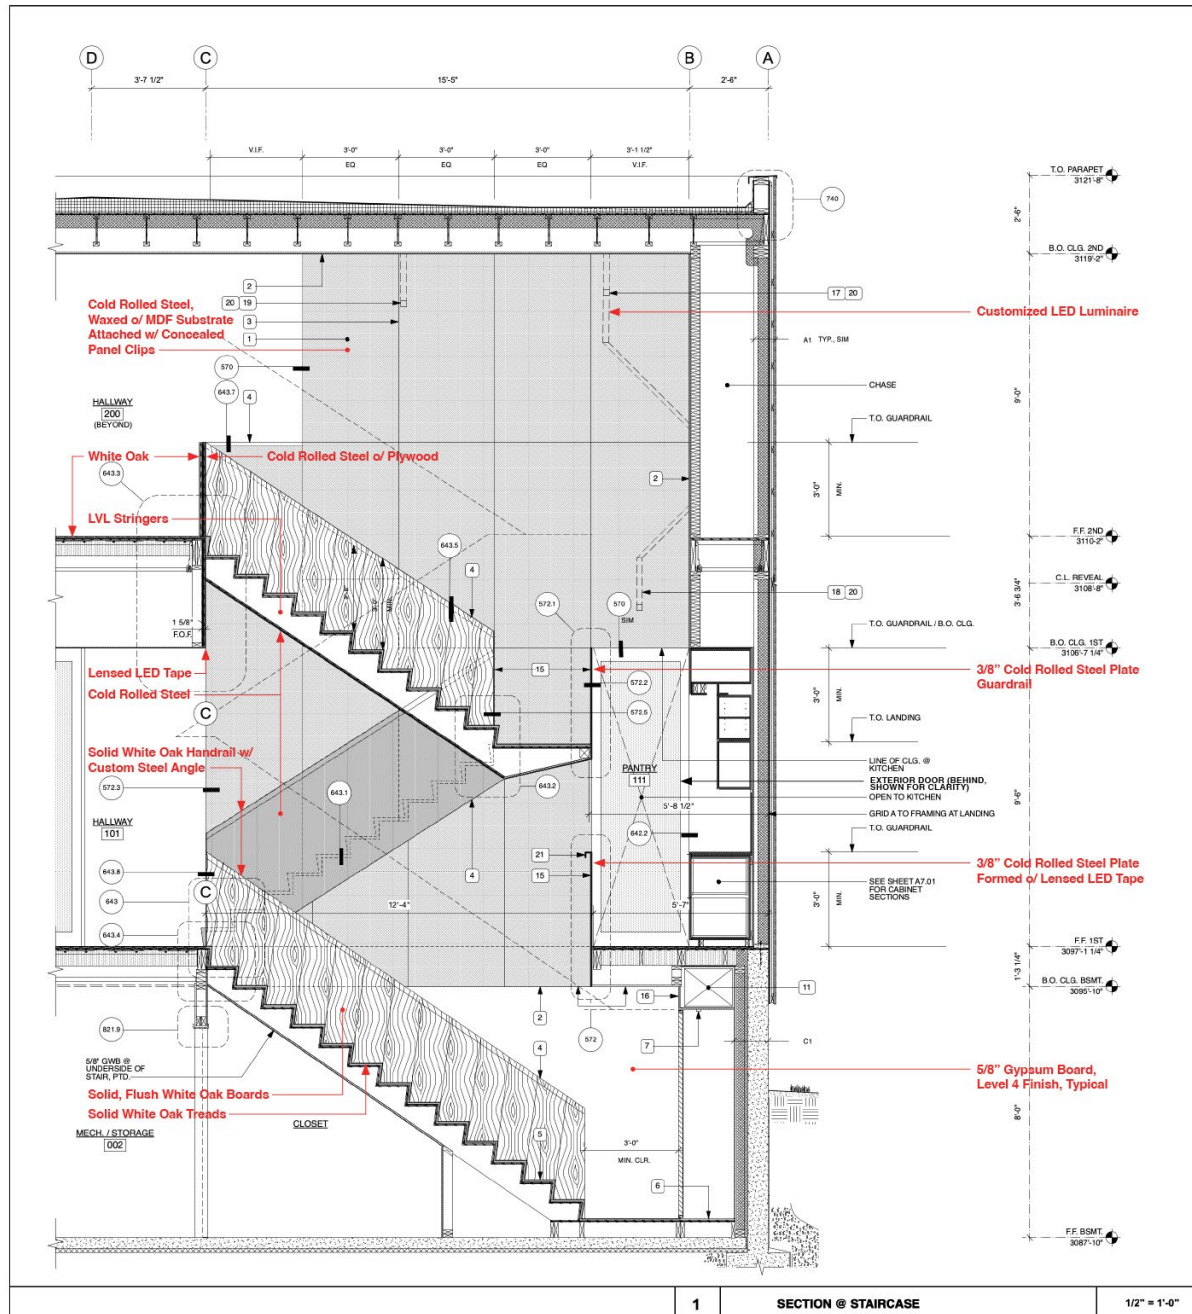 D
C
B
A
3'-7 1/2"
15'-5"
2'-6"
V.I.F.
3'-0"
EQ
3'-0"
EQ
3'-0"
EQ
3'-1 1/2"
V.I.F.
T.O. PARAPET
3121'-8"
740
2'-6"
B.O. CLG. 2ND
3119'-2"
2
20 19
3
1
17 20
Cold Rolled Steel,
Waxed o/ MDF Substrate
Attached w/ Concealed
Panel Clips
Customized LED Luminaire
A1 TYP., SIM
570
643.7
4
CHASE
9'-0"
HALLWAY
200
(BEYOND)
T.O. GUARDRAIL
White Oak
Cold Rolled Steel o/ Plywood
643.3
2
3'-0"
MIN.
LVL Stringers
F.F. 2ND
3110-2"
643.5
4
3'-0"
MIN.
C.L. REVEAL
3108'-8"
3'-6 3/4"
572.1
570
SIM
18 20
1 5/8"
F.O.F.
T.O. GUARDRAIL / B.O. CLG.
B.O. CLG. 1ST
3106'-7 1/4"
Lensed LED Tape
Cold Rolled Steel
15
572.2
572.5
3/8” Cold Rolled Steel Plate
Guardrail
3'-0"
MIN.
C
T.O. LANDING
Solid White Oak Handrail w/
Custom Steel Angle
LINE OF CLG. @
KITCHEN
PANTRY
111
EXTERIOR DOOR (BEHIND,
SHOWN FOR CLARITY)
OPEN TO KITCHEN
572.3
643.1
643.2
5'-8 1/2"
GRID A TO FRAMING AT LANDING
9'-6"
HALLWAY
101
642.2
T.O. GUARDRAIL
21
15
4
3/8” Cold Rolled Steel Plate
Formed o/ Lensed LED Tape
643.8
C
643
SEE SHEET A7.01
FOR CABINET
SECTIONS
3'-0"
MIN.
12'-4"
5'-7"
643.4
F.F. 1ST
3097'-1 1/4"
1'-3 1/4"
B.O. CLG. BSMT.
3095'-10"
16
11
2
821.9
572
7
C1
4
5/8" GWB @
UNDERSIDE OF
STAIR, PTD.
5/8” Gypsum Board,
Level 4 Finish, Typical
Solid, Flush White Oak Boards
Solid White Oak Treads
CLOSET
8'-0"
MECH. / STORAGE
002
5
3'-0"
MIN. CLR.
6
F.F. BSMT.
3087'-10"
1
SECTION @ STAIRCASE
1/2" = 1'-0"